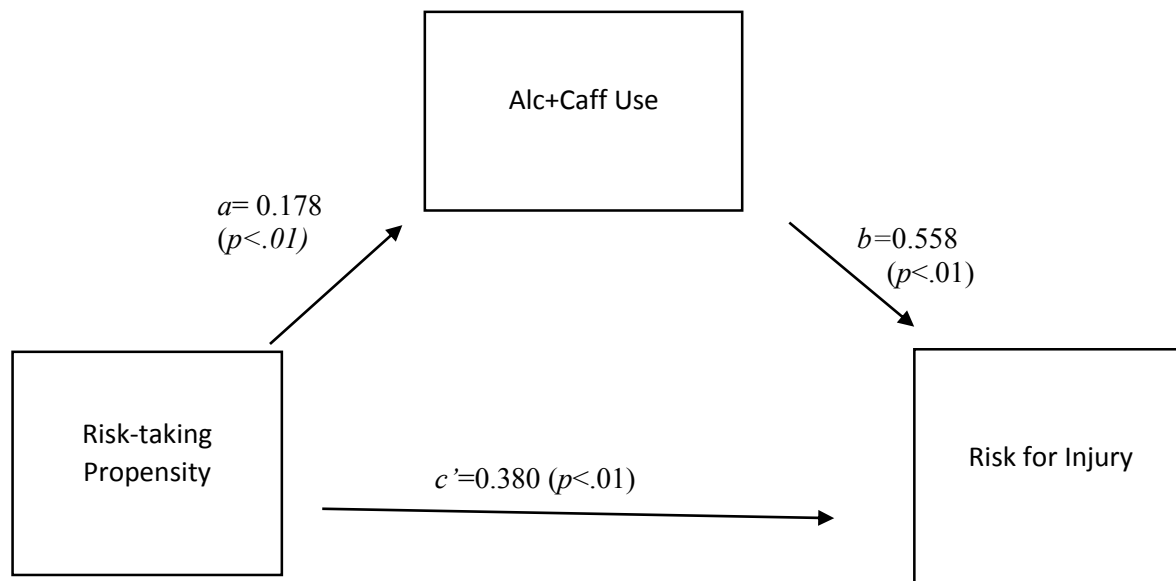 Alc+Caff Use
a= 0.178
(p<.01)
b=0.558
(p<.01)
Risk-taking
Propensity
c’=0.380 (p<.01)
Risk for Injury